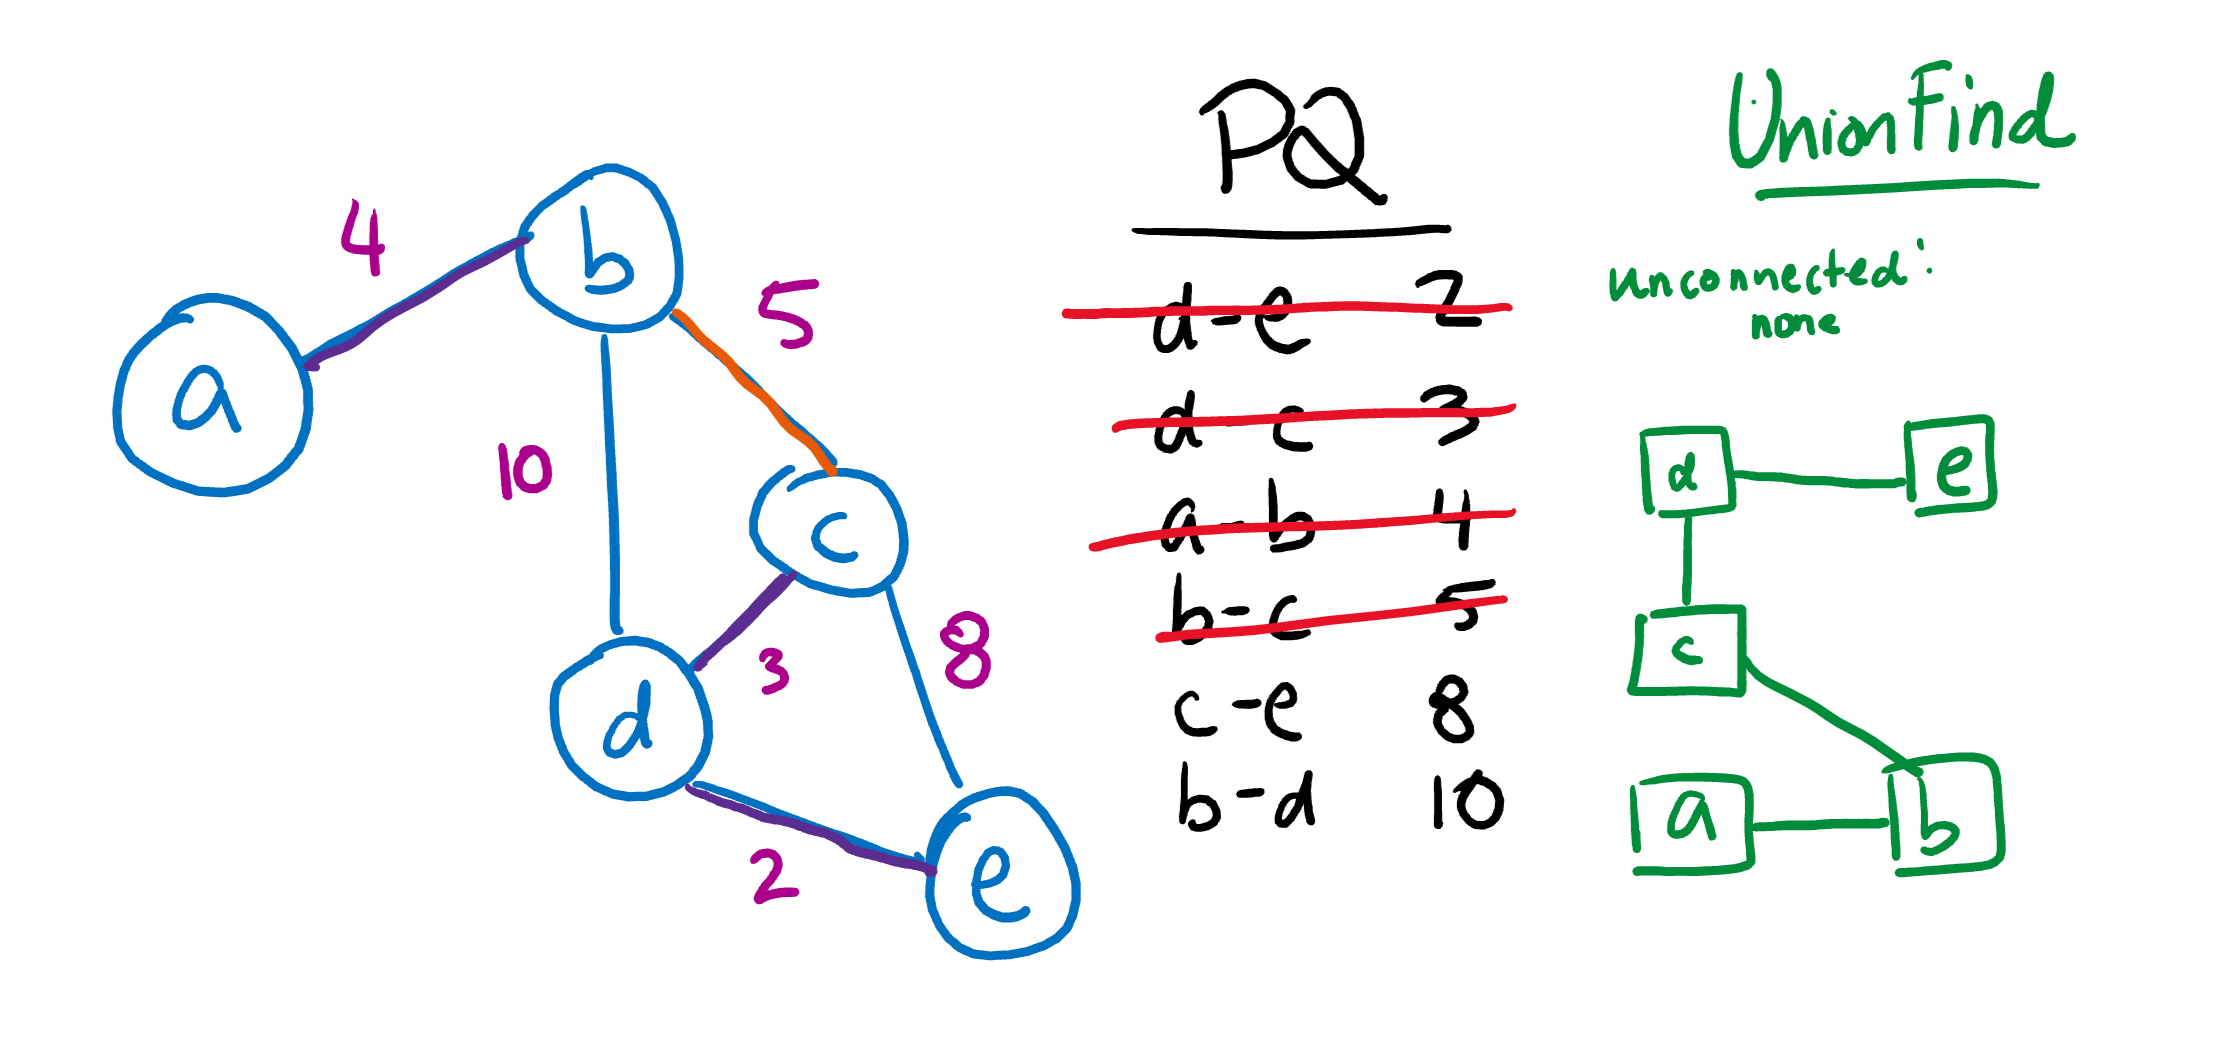 4
b
5
a
10
c
3
8
d
2
e
PQ
d-e 2
d-c 3
a-b 4
b-c 5
c-e 8
b-d 10
UnionFind
unconnected:
none
d e
c
a b